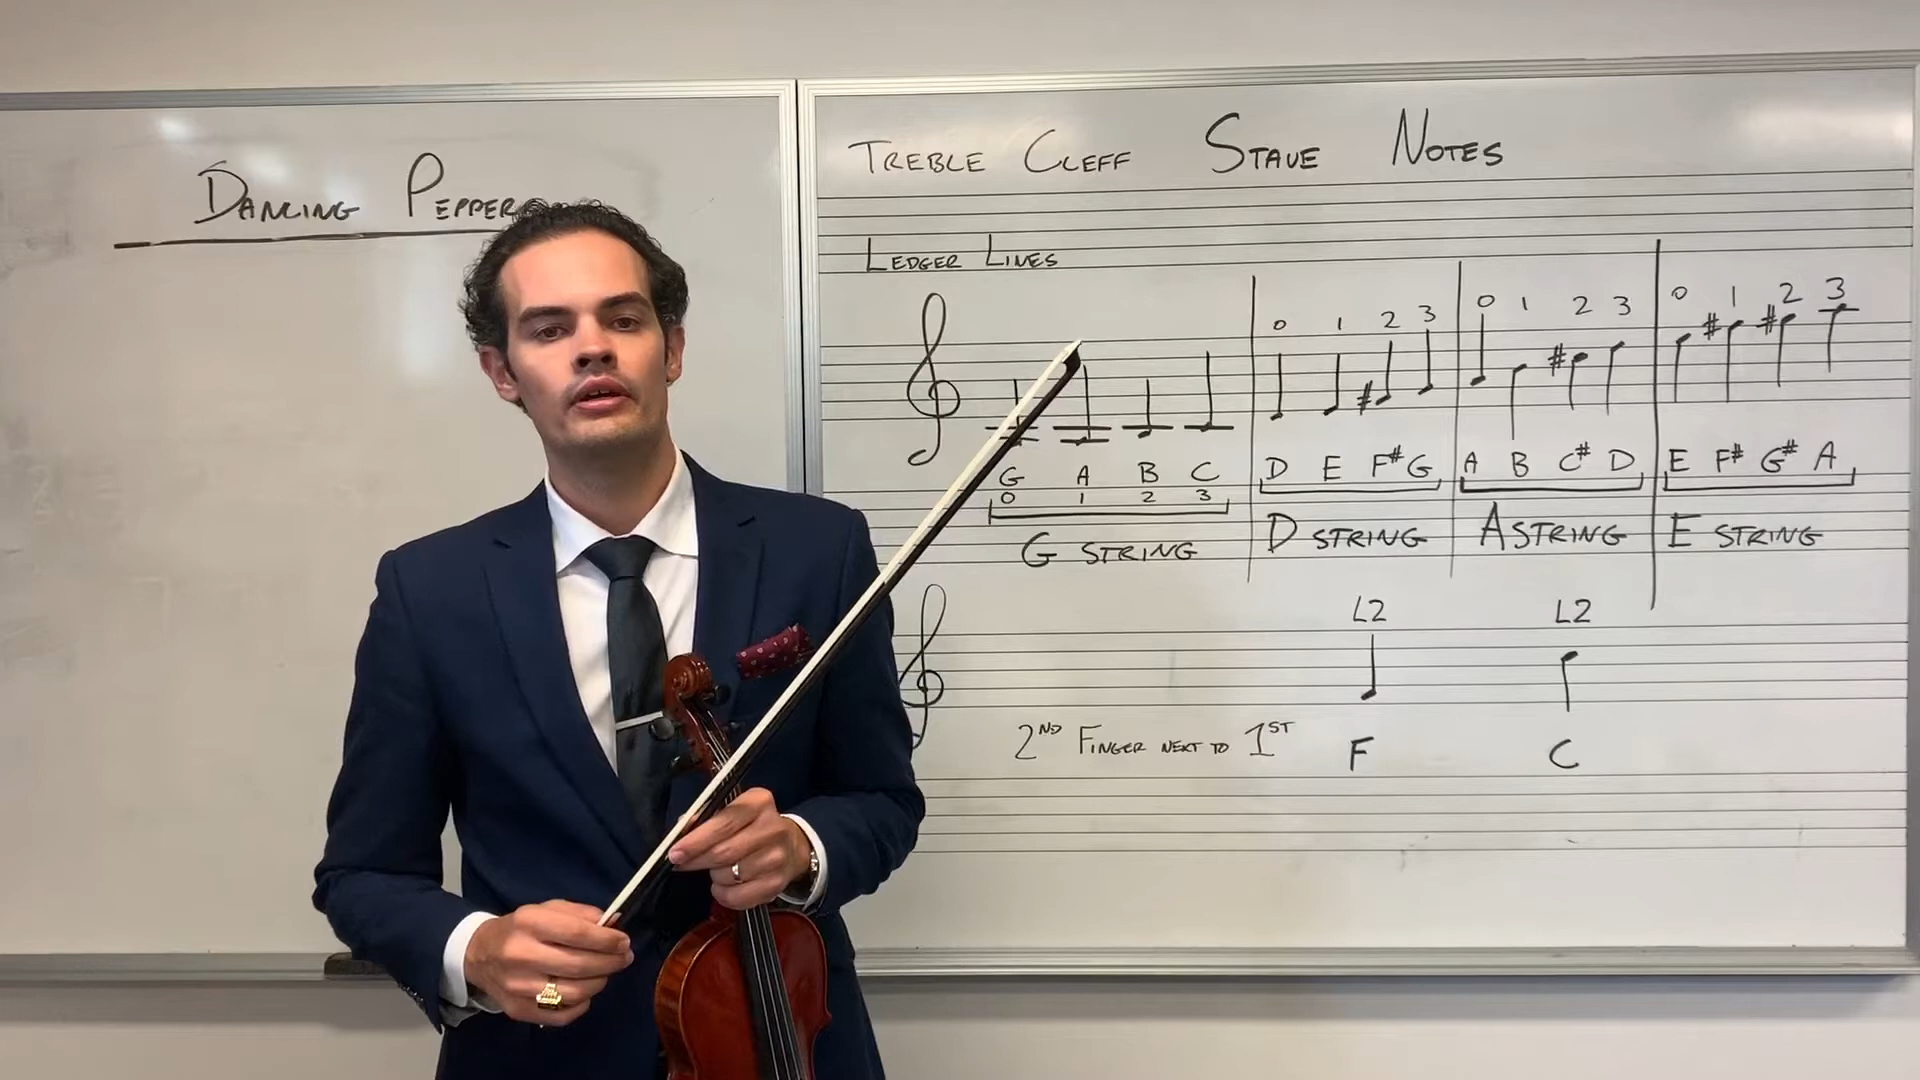 Dancing Pepper
Treble Cleff Stave Notes
Ledger Lines
0 1 2 3 0 1 2 3 0 1 2 3
# # # #
G A B C D E F# G A B C# D E F# G# A
0 1 2 3
G string D string A string E string
L2 L2
2nd Finger next to 1st F C